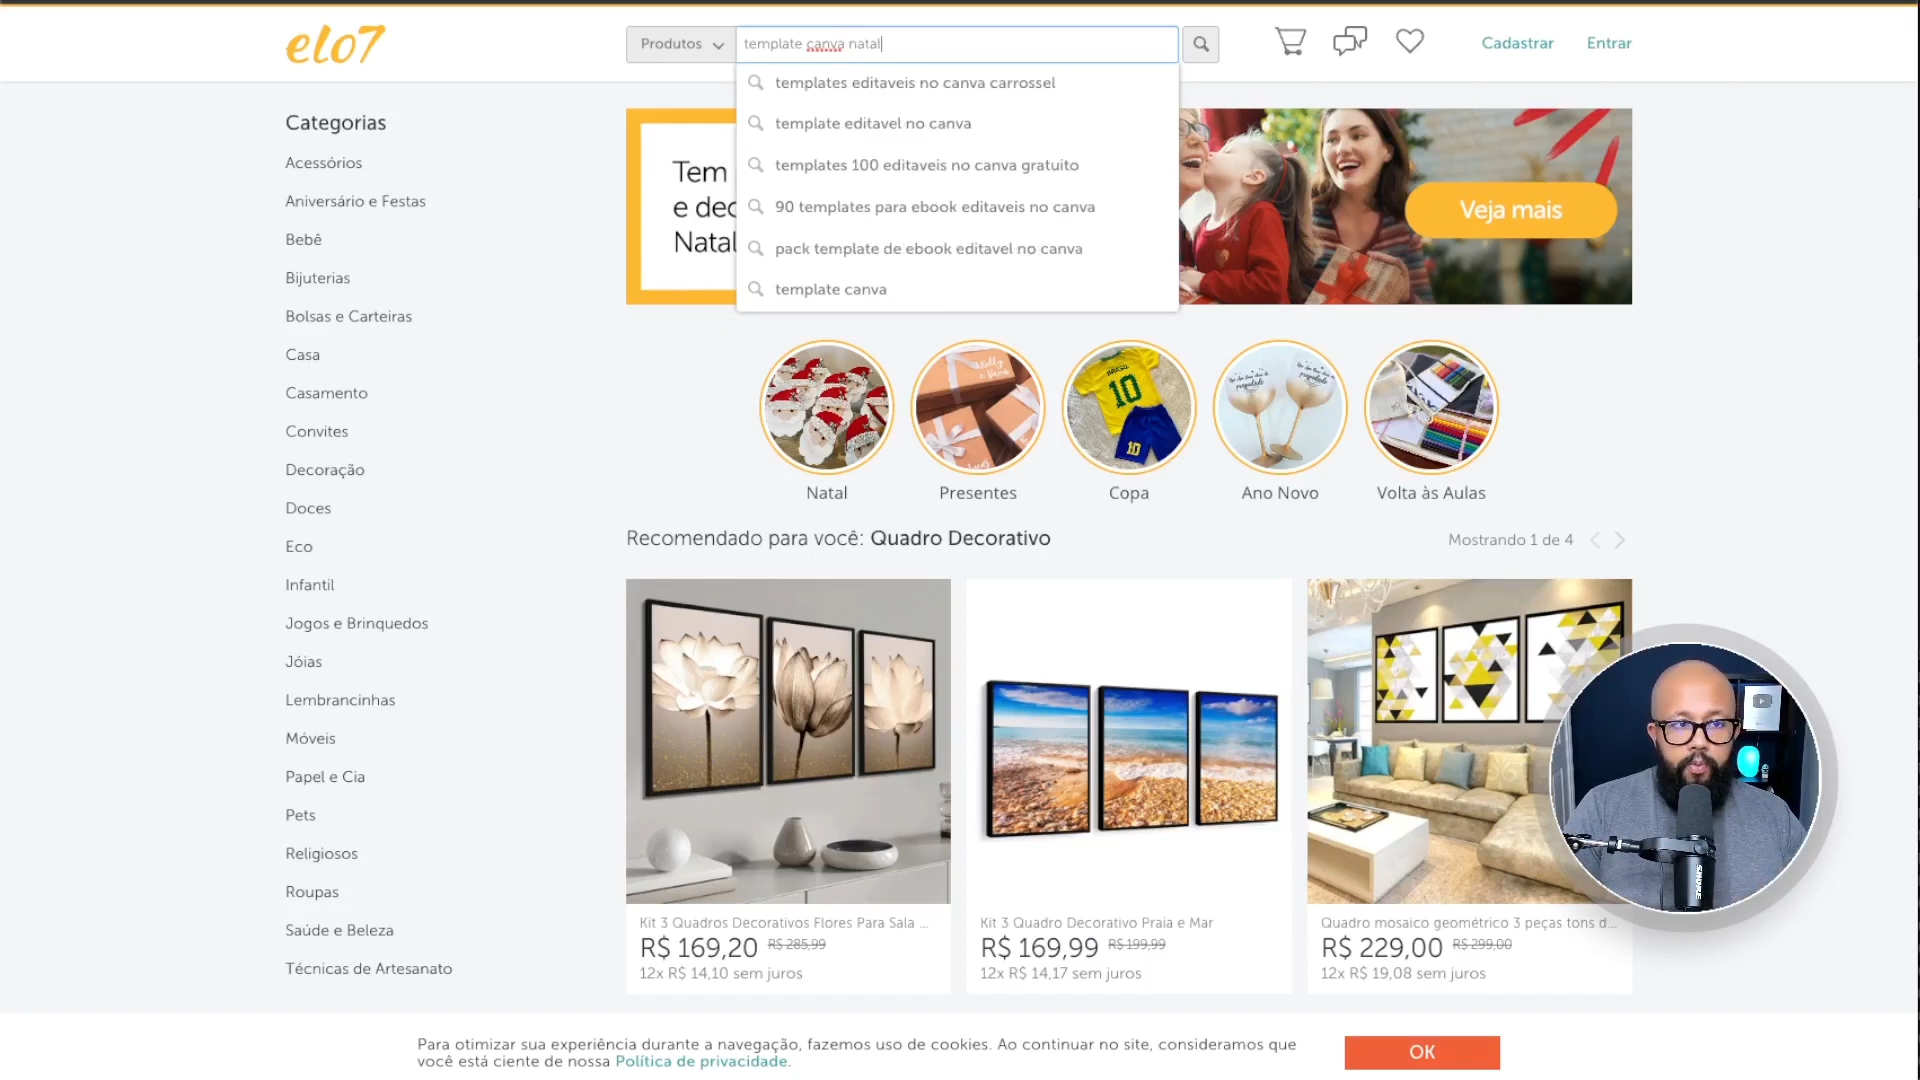 elo7
Produtos
template canva natal
Cadastrar
Entrar
templates editaveis no canva carrossel
template editavel no canva
templates 100 editaveis no canva gratuito
90 templates para ebook editaveis no canva
pack template de ebook editavel no canva
template canva
Categorias
Acessórios
Aniversário e Festas
Bebê
Bijuterias
Bolsas e Carteiras
Casa
Casamento
Convites
Decoração
Doces
Eco
Infantil
Jogos e Brinquedos
Jóias
Lembrancinhas
Móveis
Papel e Cia
Pets
Religiosos
Roupas
Saúde e Beleza
Técnicas de Artesanato
Tem
e dec
Natal
Veja mais
BRASIL
10
10
Natal
Presentes
Copa
Ano Novo
Volta às Aulas
Recomendado para você: Quadro Decorativo
Mostrando 1 de 4
Kit 3 Quadros Decorativos Flores Para Sala ...
R$ 169,20 R$ 285,99
12x R$ 14,10 sem juros
Kit 3 Quadro Decorativo Praia e Mar
R$ 169,99 R$ 199,99
12x R$ 14,17 sem juros
Quadro mosaico geométrico 3 peças tons d...
R$ 229,00 R$ 299,00
12x R$ 19,08 sem juros
SHURE
Para otimizar sua experiência durante a navegação, fazemos uso de cookies. Ao continuar no site, consideramos que
você está ciente de nossa Política de privacidade.
OK